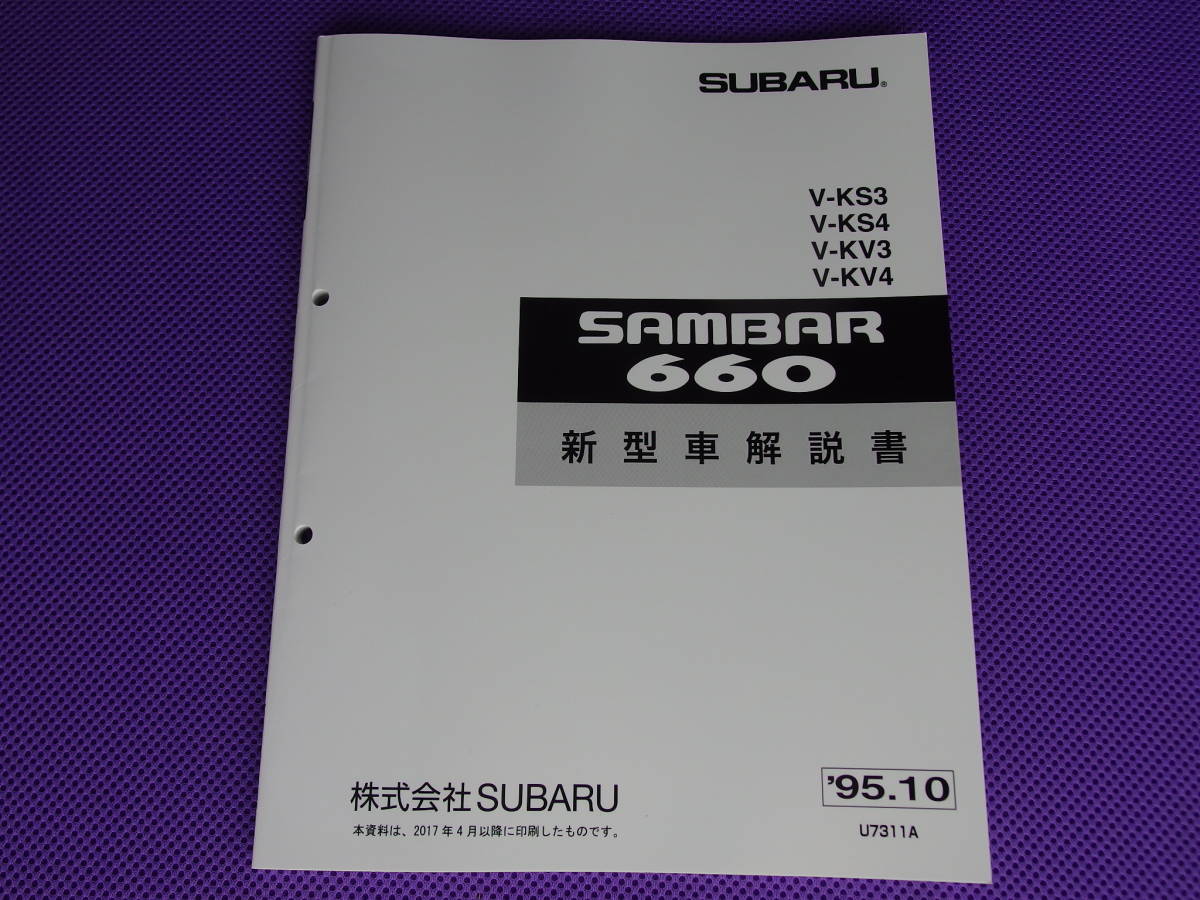 SUBARU®
V-KS3
V-KS4
V-KV3
V-KV4
SAMBAR
660
新型車解説書
株式会社SUBARU
本資料は、2017年4月以降に印刷したものです。
'95.10
U7311A